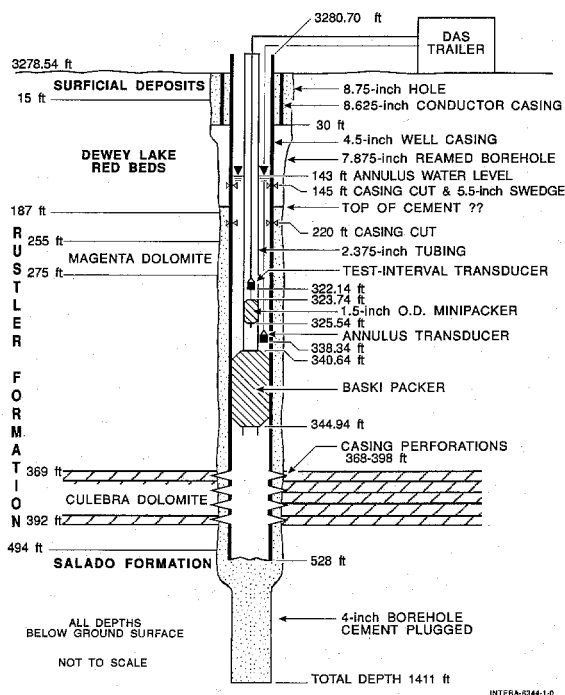 3280.70 ft
DAS
TRAILER
3278.54 ft
SURFICIAL DEPOSITS
8.75-inch HOLE
15 ft
8.625-inch CONDUCTOR CASING
30 ft
4.5-inch WELL CASING
DEWEY LAKE
RED BEDS
7.875-inch REAMED BOREHOLE
143 ft ANNULUS WATER LEVEL
145 ft CASING CUT & 5.5-inch SWEDGE
187 ft
TOP OF CEMENT ??
220 ft CASING CUT
RUSTLER FORMATION
255 ft
2.375-inch TUBING
MAGENTA DOLOMITE
275 ft
TEST-INTERVAL TRANSDUCER
322.14 ft
323.74 ft
1.5-inch O.D. MINIPACKER
325.54 ft
ANNULUS TRANSDUCER
338.34 ft
340.64 ft
BASKI PACKER
344.94 ft
CASING PERFORATIONS
368-398 ft
369 ft
CULEBRA DOLOMITE
392 ft
494 ft
SALADO FORMATION
528 ft
4-inch BOREHOLE
CEMENT PLUGGED
ALL DEPTHS
BELOW GROUND SURFACE
NOT TO SCALE
TOTAL DEPTH 1411 ft
INTERA-6344-1-0